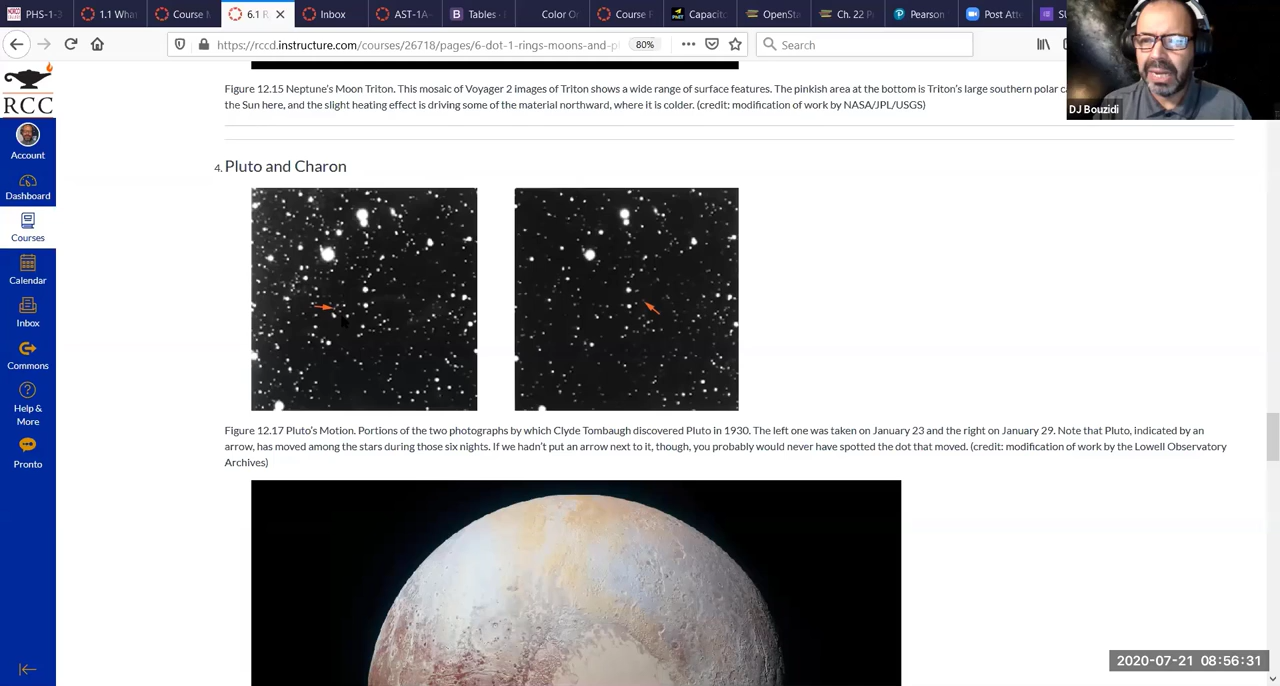 PHS-1-3
1.1 Wha
Course M
6.1 R
Inbox
AST-1A-
Tables -
Color Or
Course R
Capacito
OpenSta
Ch. 22 P
Pearson
Post Atte
SU
https://rccd.instructure.com/courses/26718/pages/6-dot-1-rings-moons-and-p
80%
Search
RCC
Account
Dashboard
Courses
Calendar
Inbox
Commons
Help &
More
Pronto
DJ Bouzidi
Figure 12.15 Neptune's Moon Triton. This mosaic of Voyager 2 images of Triton shows a wide range of surface features. The pinkish area at the bottom is Triton's large southern polar
the Sun here, and the slight heating effect is driving some of the material northward, where it is colder. (credit: modification of work by NASA/JPL/USGS)
4. Pluto and Charon
Figure 12.17 Pluto's Motion. Portions of the two photographs by which Clyde Tombaugh discovered Pluto in 1930. The left one was taken on January 23 and the right on January 29. Note that Pluto, indicated by an
arrow, has moved among the stars during those six nights. If we hadn't put an arrow next to it, though, you probably would never have spotted the dot that moved. (credit: modification of work by the Lowell Observatory
Archives)
2020-07-21 08:56:31